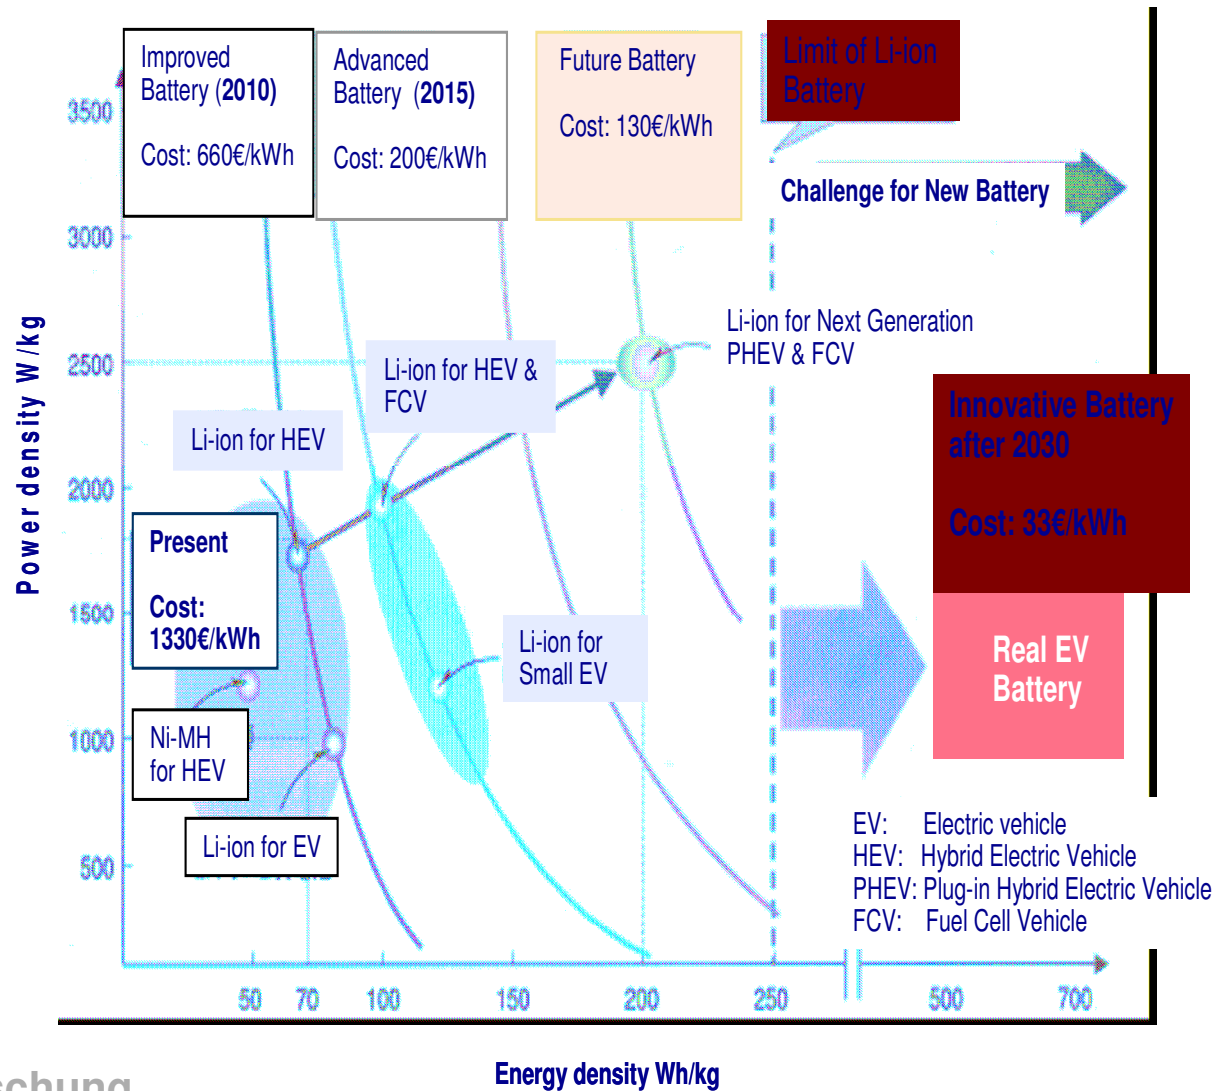 Improved
Battery (2010)
Cost: 660€/kWh
Advanced
Battery (2015)
Cost: 200€/kWh
Future Battery
Cost: 130€/kWh
Limit of Li-ion
Battery
Challenge for New Battery
3500
3000
2500
2000
1500
1000
500
Power density W/kg
Li-ion for Next Generation
PHEV & FCV
Li-ion for HEV &
FCV
Li-ion for HEV
Innovative Battery
after 2030
Cost: 33€/kWh
Present
Cost:
1330€/kWh
Li-ion for
Small EV
Real EV
Battery
Ni-MH
for HEV
Li-ion for EV
EV: Electric vehicle
HEV: Hybrid Electric Vehicle
PHEV: Plug-in Hybrid Electric Vehicle
FCV: Fuel Cell Vehicle
50 70 100 150 200 250 500 700
Energy density Wh/kg